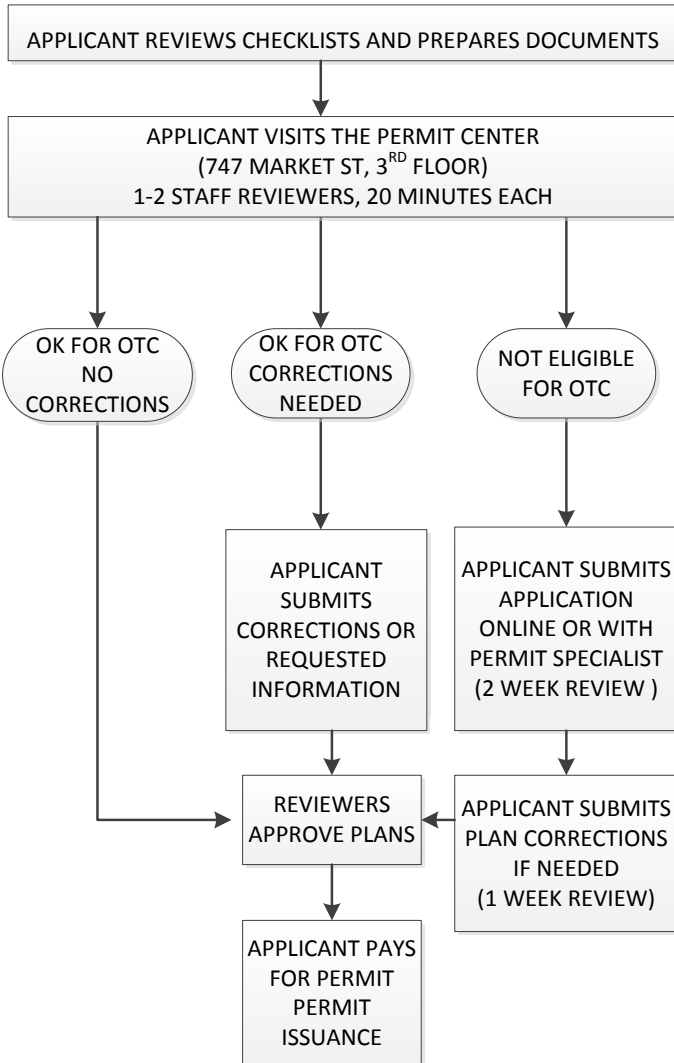 APPLICANT REVIEWS CHECKLISTS AND PREPARES DOCUMENTS
APPLICANT VISITS THE PERMIT CENTER
(747 MARKET ST, 3RD FLOOR)
1-2 STAFF REVIEWERS, 20 MINUTES EACH
OK FOR OTC
NO
CORRECTIONS
OK FOR OTC
CORRECTIONS
NEEDED
NOT ELIGIBLE
FOR OTC
APPLICANT
SUBMITS
CORRECTIONS OR
REQUESTED
INFORMATION
APPLICANT SUBMITS
APPLICATION
ONLINE OR WITH
PERMIT SPECIALIST
(2 WEEK REVIEW )
REVIEWERS
APPROVE PLANS
APPLICANT SUBMITS
PLAN CORRECTIONS
IF NEEDED
(1 WEEK REVIEW)
APPLICANT PAYS
FOR PERMIT
PERMIT
ISSUANCE